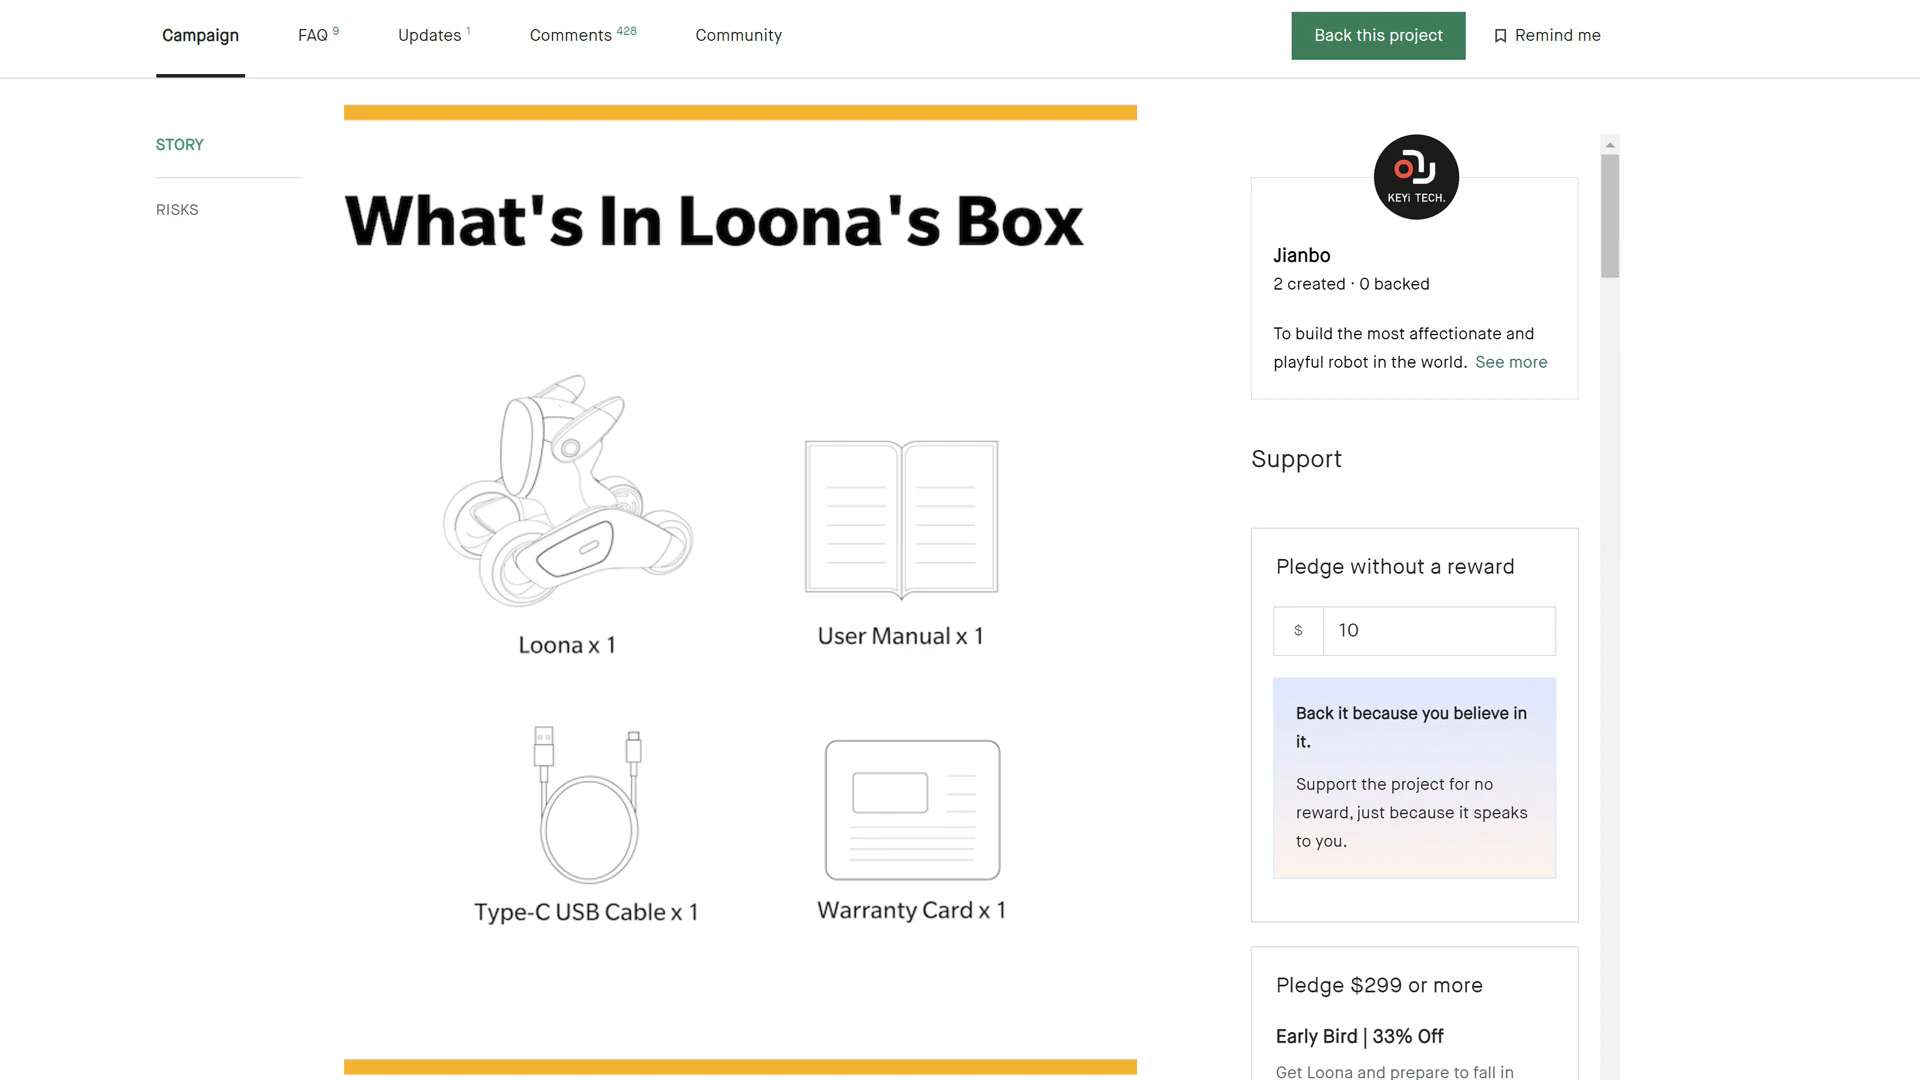 Campaign
FAQ 9
Updates 1
Comments 428
Community
Back this project
Remind me
STORY
RISKS
What's In Loona's Box
Loona x 1
User Manual x 1
Type-C USB Cable x 1
Warranty Card x 1
KEYi TECH.
Jianbo
2 created · 0 backed
To build the most affectionate and
playful robot in the world. See more
Support
Pledge without a reward
$ 10
Back it because you believe in
it.
Support the project for no
reward, just because it speaks
to you.
Pledge $299 or more
Early Bird | 33% Off
Get Loona and prepare to fall in